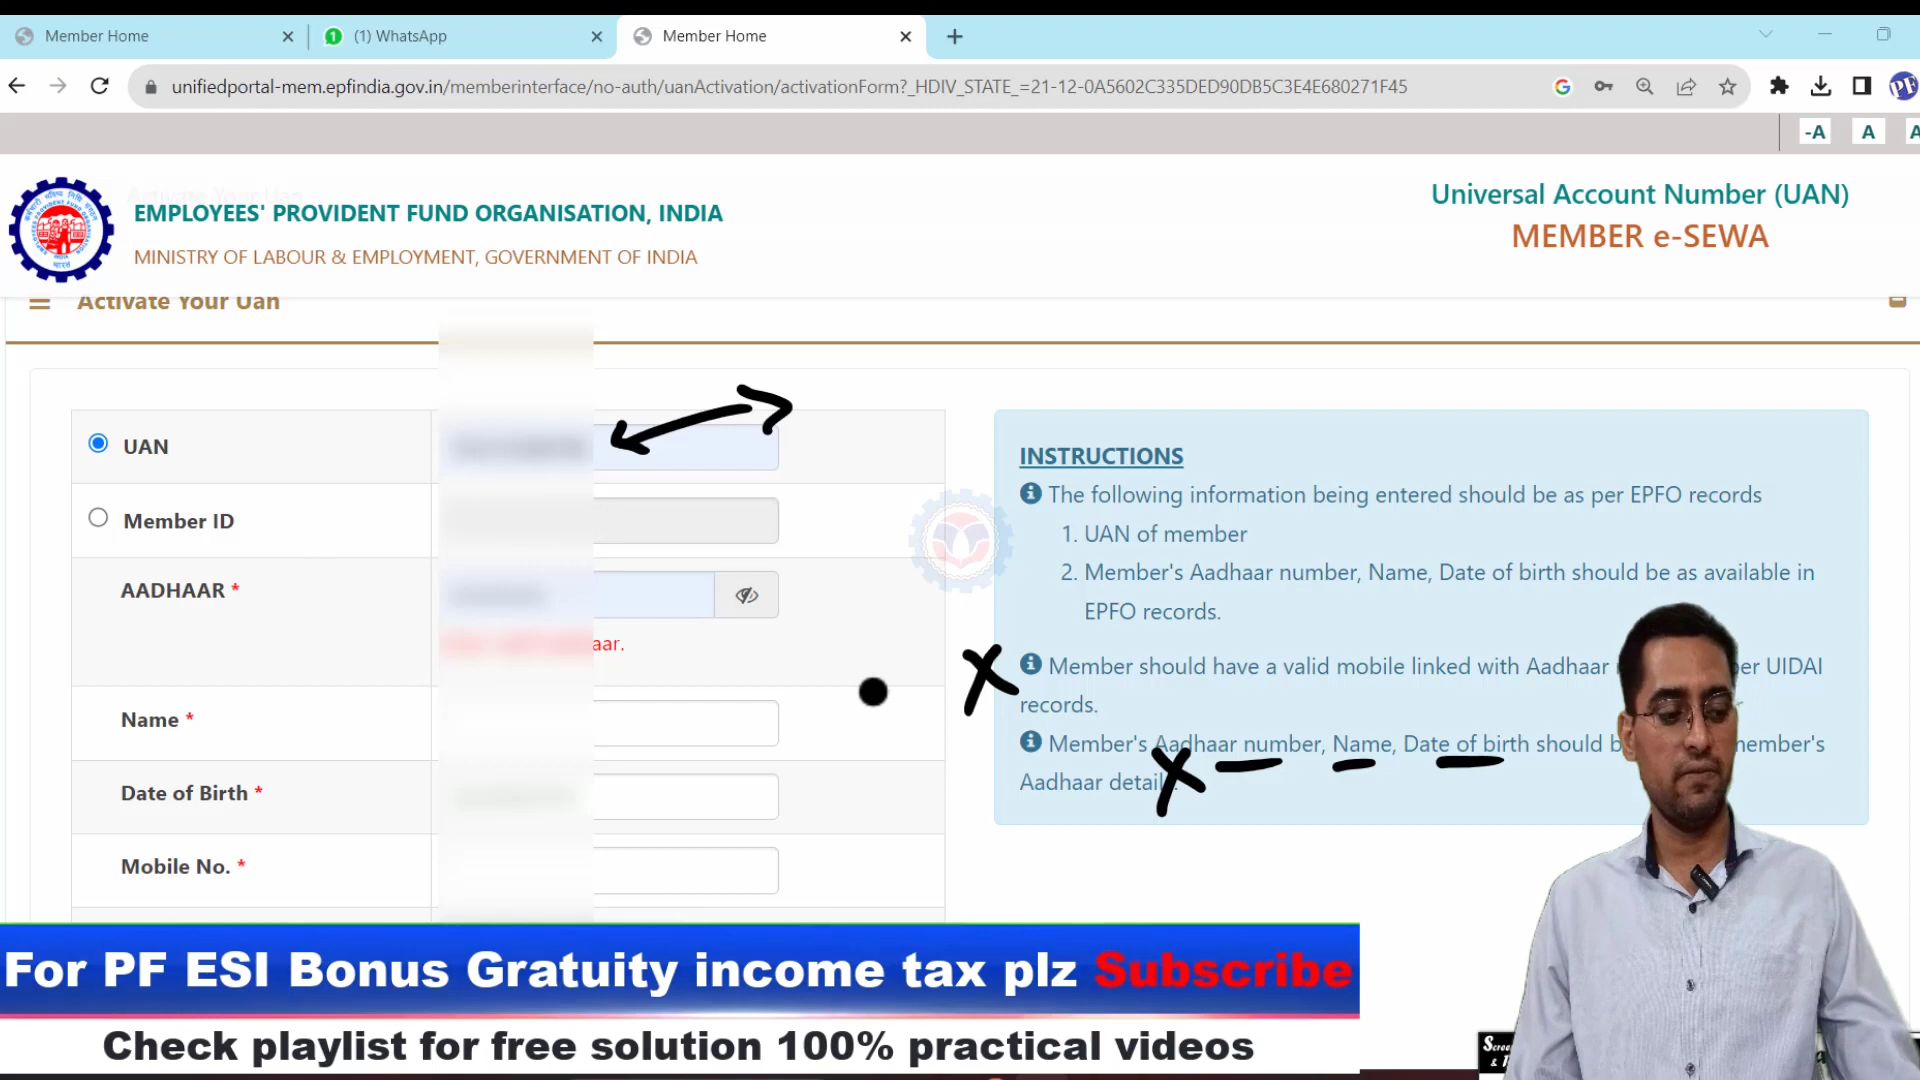 Member Home
(1) WhatsApp
Member Home
unifiedportal-mem.epfindia.gov.in/memberinterface/no-auth/uanActivation/activationForm?_HDIV_STATE_=21-12-0A5602C335DED90DB5C3E4E680271F45
-A A A
EMPLOYEES' PROVIDENT FUND ORGANISATION, INDIA
MINISTRY OF LABOUR & EMPLOYMENT, GOVERNMENT OF INDIA
Universal Account Number (UAN)
MEMBER e-SEWA
Activate Your Uan
UAN
Member ID
AADHAAR *
aar.
Name *
Date of Birth *
Mobile No. *
INSTRUCTIONS
The following information being entered should be as per EPFO records
1. UAN of member
2. Member's Aadhaar number, Name, Date of birth should be as available in
EPFO records.
Member should have a valid mobile linked with Aadhaar er UIDAI
records.
Member's Aadhaar number, Name, Date of birth should member's
Aadhaar detail
For PF ESI Bonus Gratuity income tax plz Subscribe
Check playlist for free solution 100% practical videos